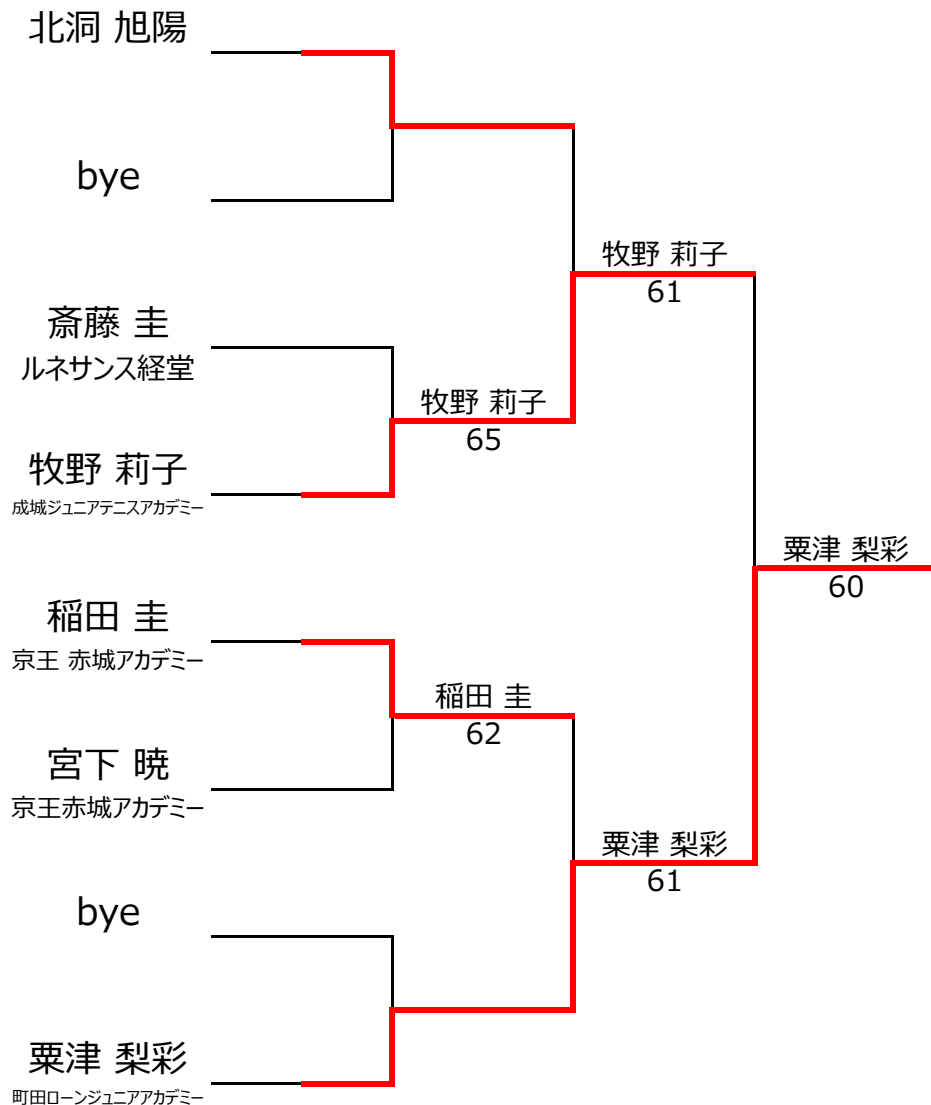 北洞 旭陽
bye
斎藤 圭
ルネサンス経堂
牧野 莉子
成城ジュニアテニスアカデミー
稲田 圭
京王 赤城アカデミー
宮下 暁
京王赤城アカデミー
bye
粟津 梨彩
町田ローンジュニアアカデミー
牧野 莉子
65
稲田 圭
62
牧野 莉子
61
粟津 梨彩
61
粟津 梨彩
60